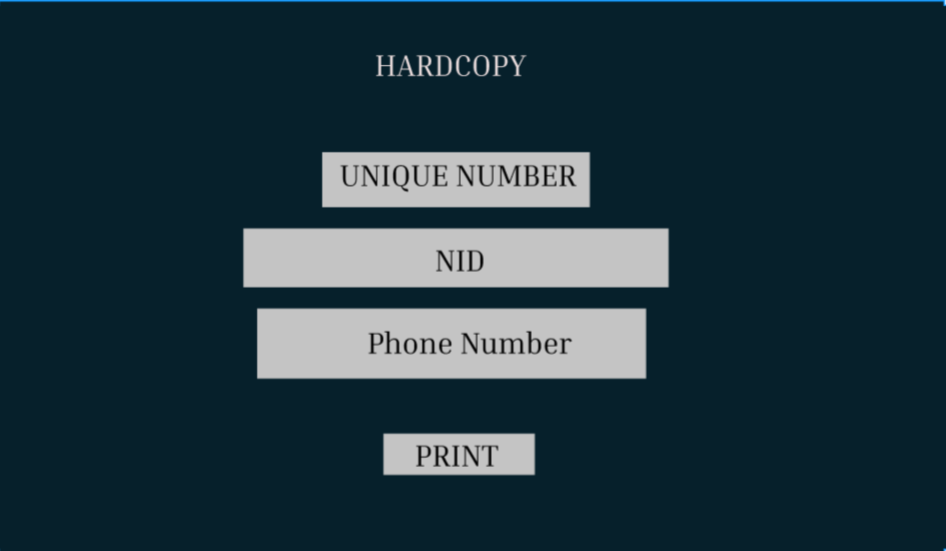 HARDCOPY
UNIQUE NUMBER
NID
Phone Number
PRINT